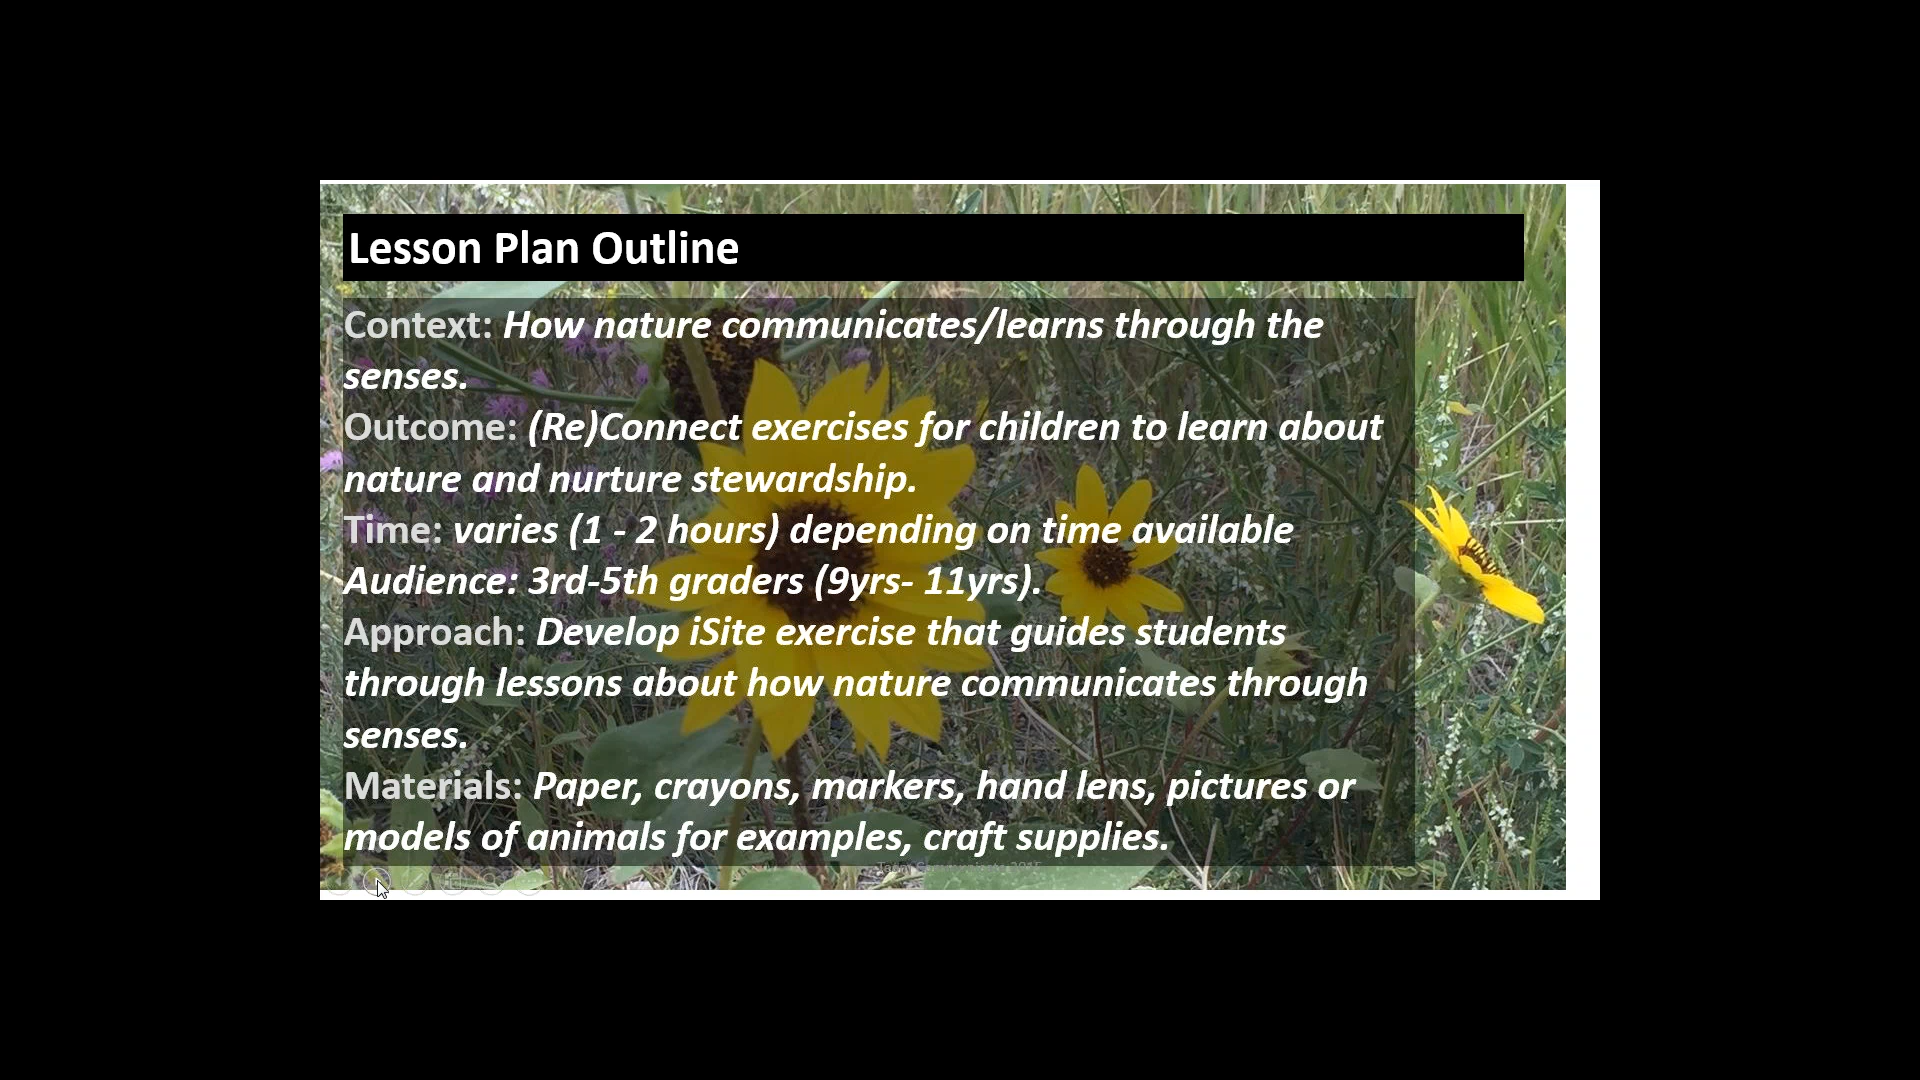 Lesson Plan Outline
Context: How nature communicates/learns through the
senses.
Outcome: (Re)Connect exercises for children to learn about
nature and nurture stewardship.
Time: varies (1 - 2 hours) depending on time available
Audience: 3rd-5th graders (9yrs- 11yrs).
Approach: Develop iSite exercise that guides students
through lessons about how nature communicates through
senses.
Materials: Paper, crayons, markers, hand lens, pictures or
models of animals for examples, craft supplies.